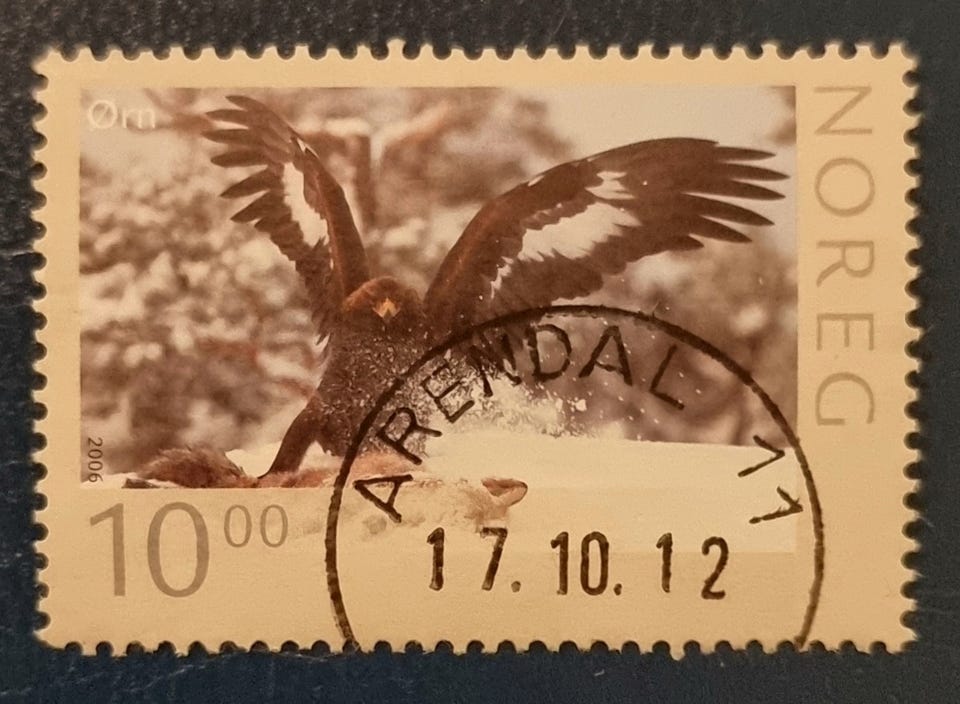 Ørn
NOREG
2006
10 00
ARENDAL
17.10.12